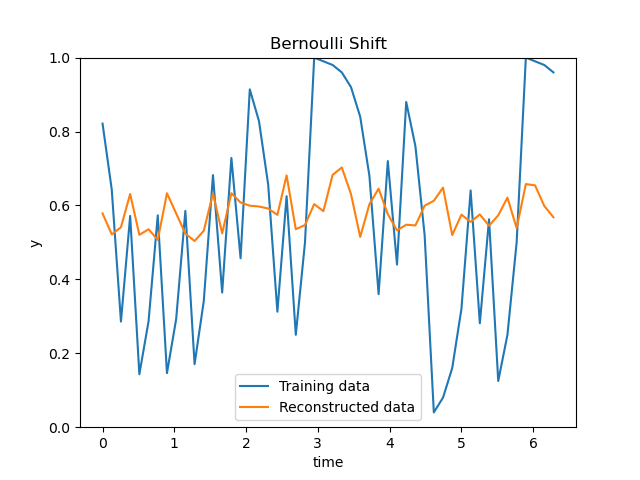 Bernoulli Shift
1.0
0.8
0.6
0.4
0.2
0.0
y
Training data
Reconstructed data
0 1 2 3 4 5 6
time